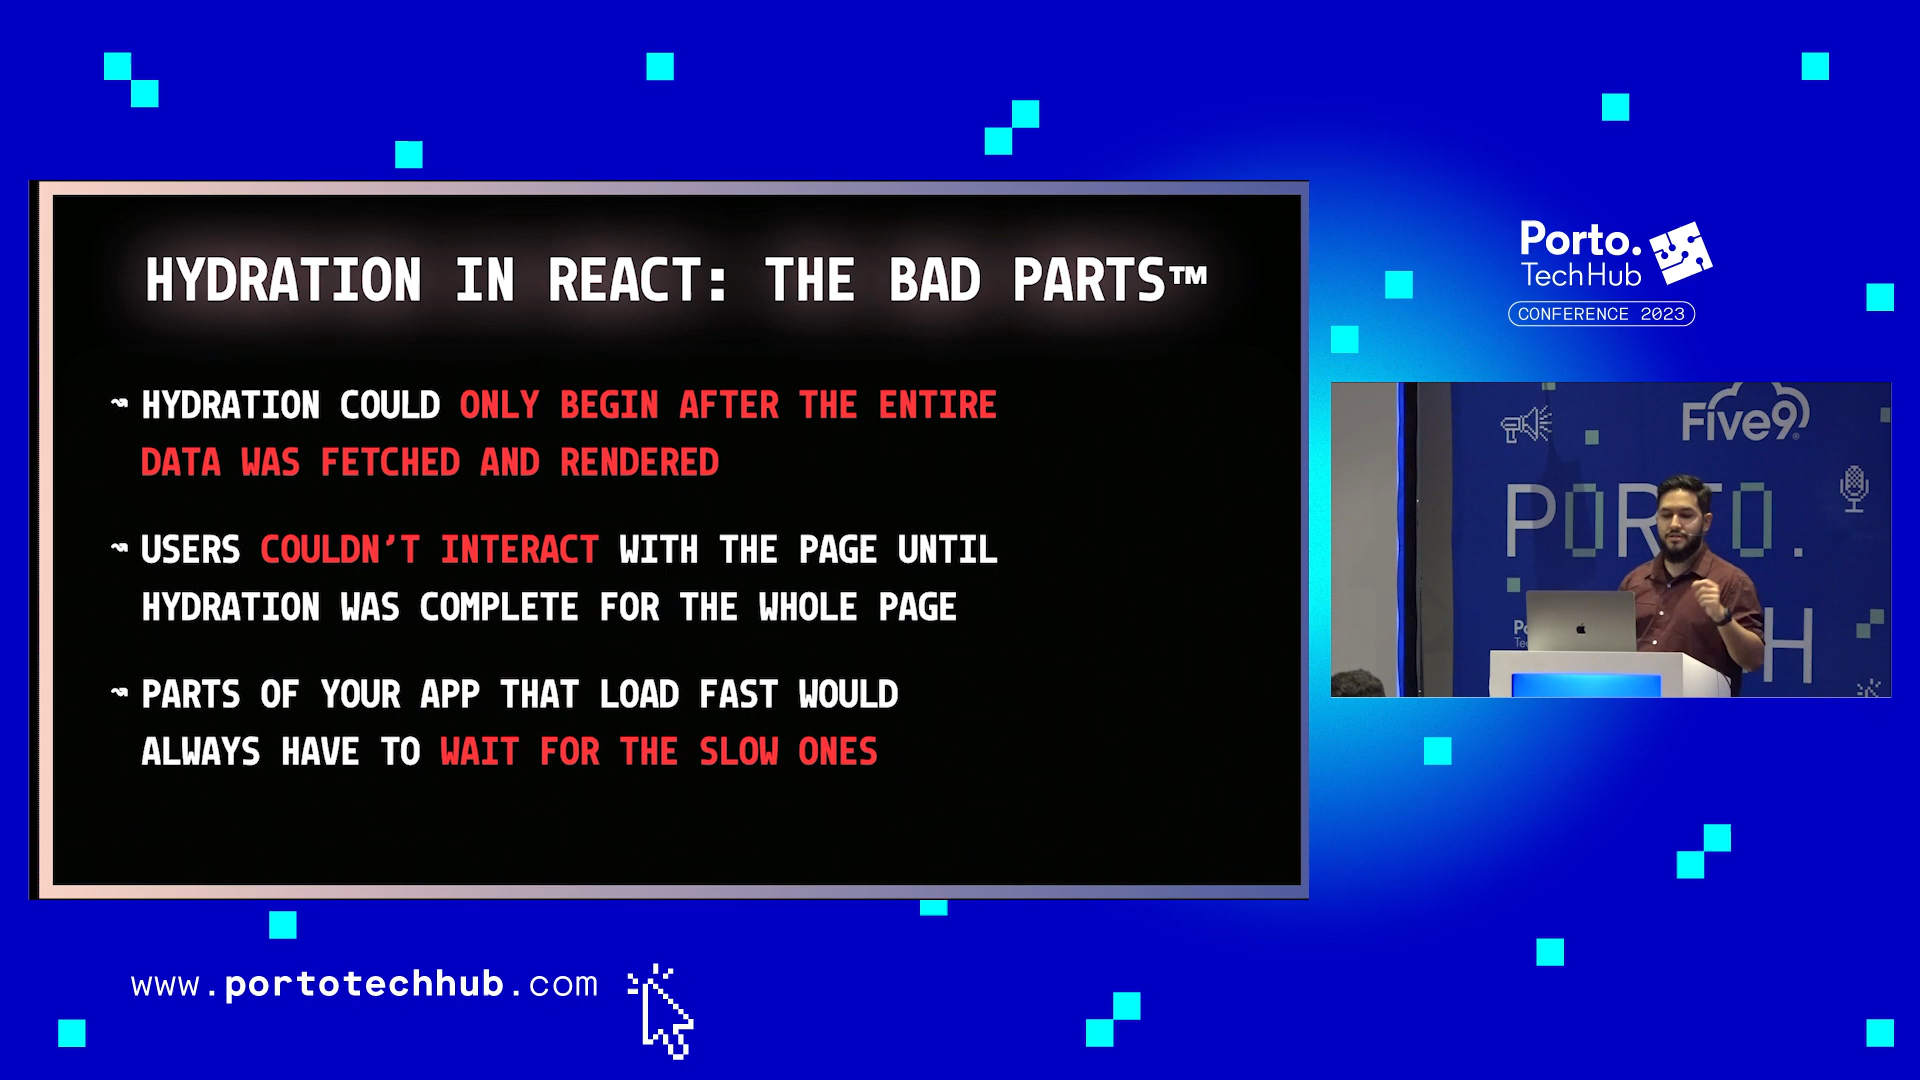 HYDRATION IN REACT: THE BAD PARTS™
↝ HYDRATION COULD ONLY BEGIN AFTER THE ENTIRE
DATA WAS FETCHED AND RENDERED
↝ USERS COULDN’T INTERACT WITH THE PAGE UNTIL
HYDRATION WAS COMPLETE FOR THE WHOLE PAGE
↝ PARTS OF YOUR APP THAT LOAD FAST WOULD
ALWAYS HAVE TO WAIT FOR THE SLOW ONES
Porto.
TechHub
CONFERENCE 2023
Five9
PORTO.
H
www.portotechhub.com